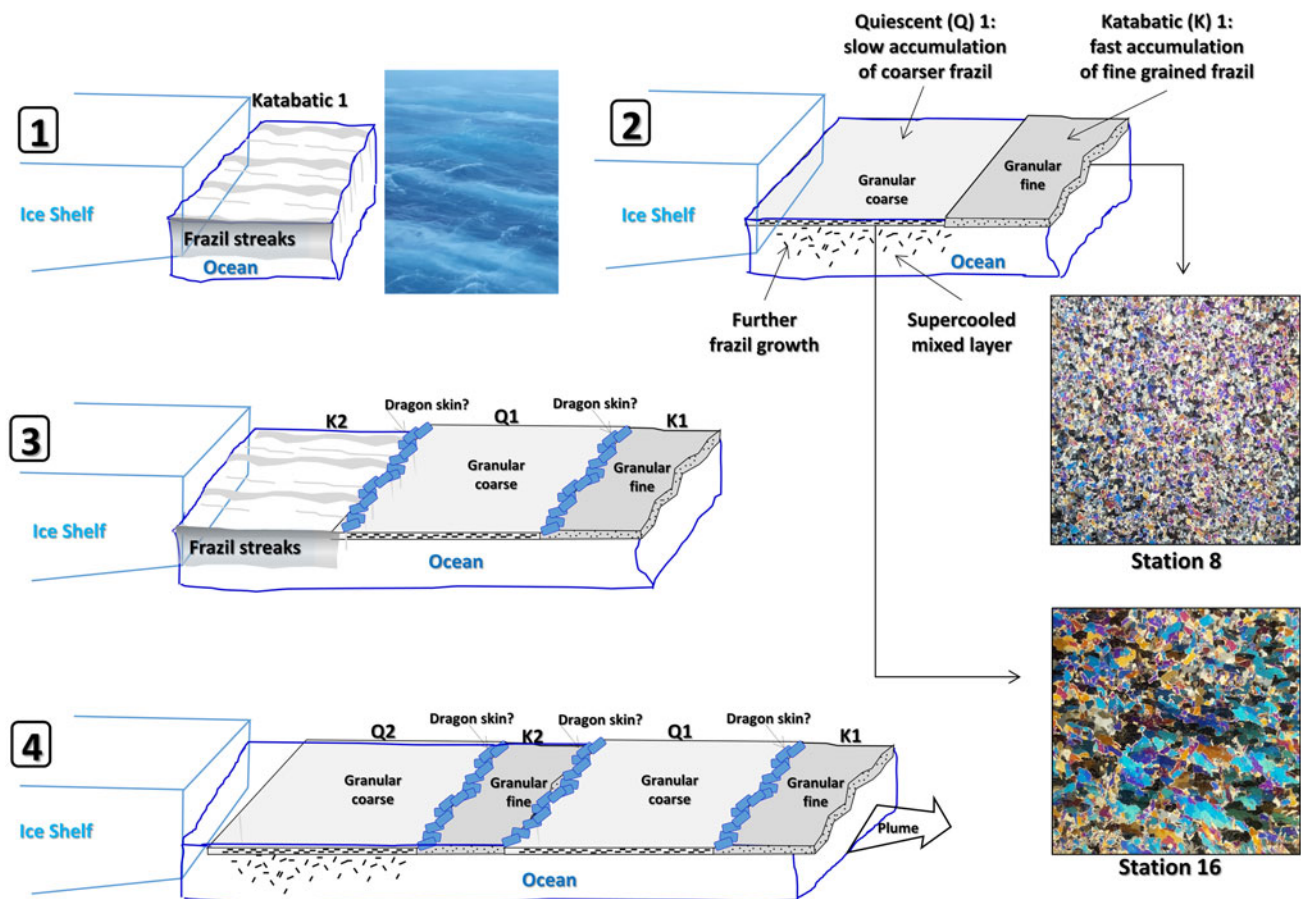 1
Katabatic 1
Ice Shelf
Frazil streaks
Ocean
2
Quiescent (Q) 1:
slow accumulation
of coarser frazil
Katabatic (K) 1:
fast accumulation
of fine grained frazil
Ice Shelf
Granular
coarse
Granular
fine
Ocean
Further
frazil growth
Supercooled
mixed layer
Station 8
3
Ice Shelf
K2
Dragon skin?
Q1
Dragon skin?
K1
Granular
coarse
Granular
fine
Frazil streaks
Ocean
4
Ice Shelf
Q2
Dragon skin?
K2
Dragon skin?
Q1
Dragon skin?
K1
Granular
coarse
Granular
fine
Granular
coarse
Granular
fine
Plume
Ocean
Station 16